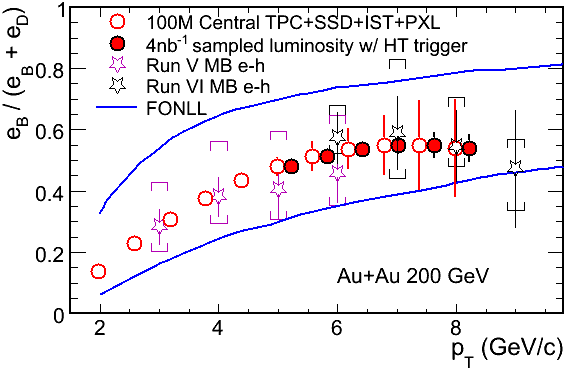 100M Central TPC+SSD+IST+PXL
4nb⁻¹ sampled luminosity w/ HT trigger
Run V MB e-h
Run VI MB e-h
FONLL
e_B / (e_B + e_D)
1
0.8
0.6
0.4
0.2
0
Au+Au 200 GeV
2 4 6 8
p_T (GeV/c)